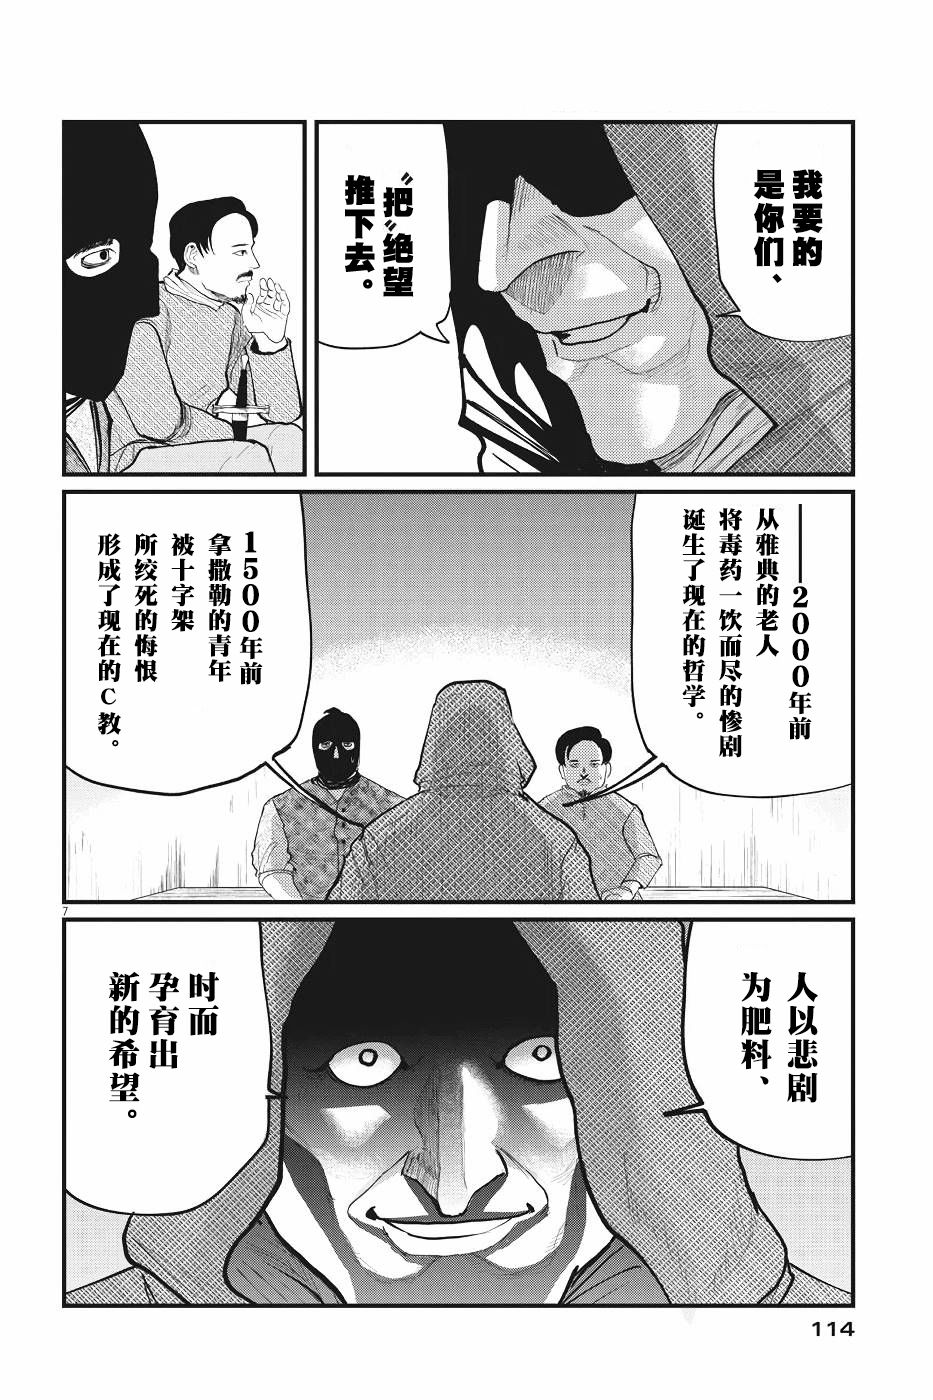 我要的
是你们、
“把”绝望
推下去。
——2000年前
从雅典的老人
将毒药一饮而尽的惨剧
诞生了现在的哲学。
1500年前
拿撒勒的青年
被十字架
所绞死的悔恨
形成了现在的C教。
7
人以悲剧
为肥料、
时而
孕育出
新的希望。
114